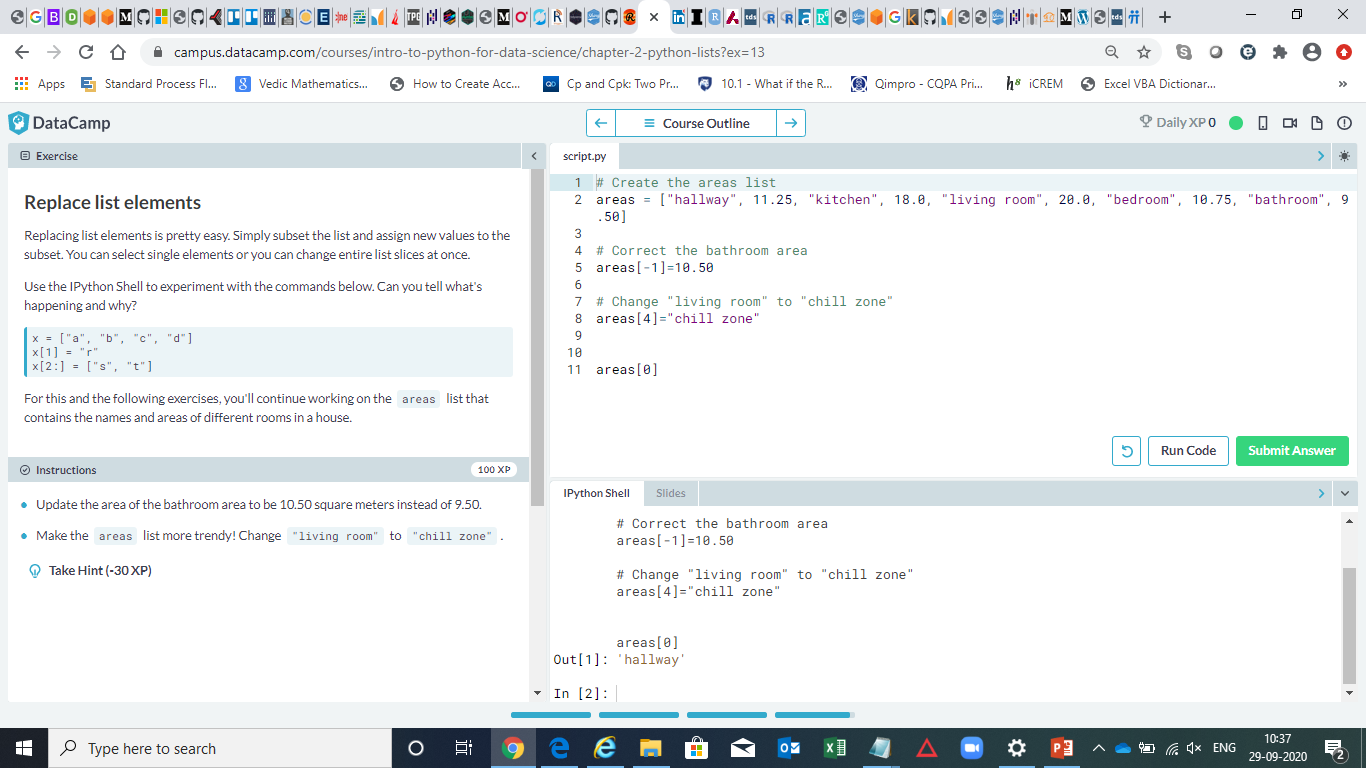 campus.datacamp.com/courses/intro-to-python-for-data-science/chapter-2-python-lists?ex=13
Apps Standard Process Fl... Vedic Mathematics... How to Create Acc... Cp and Cpk: Two Pr... 10.1 - What if the R... Qimpro - CQPA Pri... iCREM Excel VBA Dictionar... »
DataCamp
Course Outline
Daily XP 0
Exercise
Replace list elements
Replacing list elements is pretty easy. Simply subset the list and assign new values to the
subset. You can select single elements or you can change entire list slices at once.
Use the IPython Shell to experiment with the commands below. Can you tell what's
happening and why?
x = ["a", "b", "c", "d"]
x[1] = "r"
x[2:] = ["s", "t"]
For this and the following exercises, you'll continue working on the areas list that
contains the names and areas of different rooms in a house.
Instructions 100 XP
Update the area of the bathroom area to be 10.50 square meters instead of 9.50.
Make the areas list more trendy! Change "living room" to "chill zone" .
Take Hint (-30 XP)
script.py
1 # Create the areas list
2 areas = ["hallway", 11.25, "kitchen", 18.0, "living room", 20.0, "bedroom", 10.75, "bathroom", 9
.50]
3
4 # Correct the bathroom area
5 areas[-1]=10.50
6
7 # Change "living room" to "chill zone"
8 areas[4]="chill zone"
9
10
11 areas[0]
Run Code Submit Answer
IPython Shell Slides
# Correct the bathroom area
areas[-1]=10.50
# Change "living room" to "chill zone"
areas[4]="chill zone"
areas[0]
Out[1]: 'hallway'
In [2]:
Type here to search
ENG
10:37
29-09-2020
2